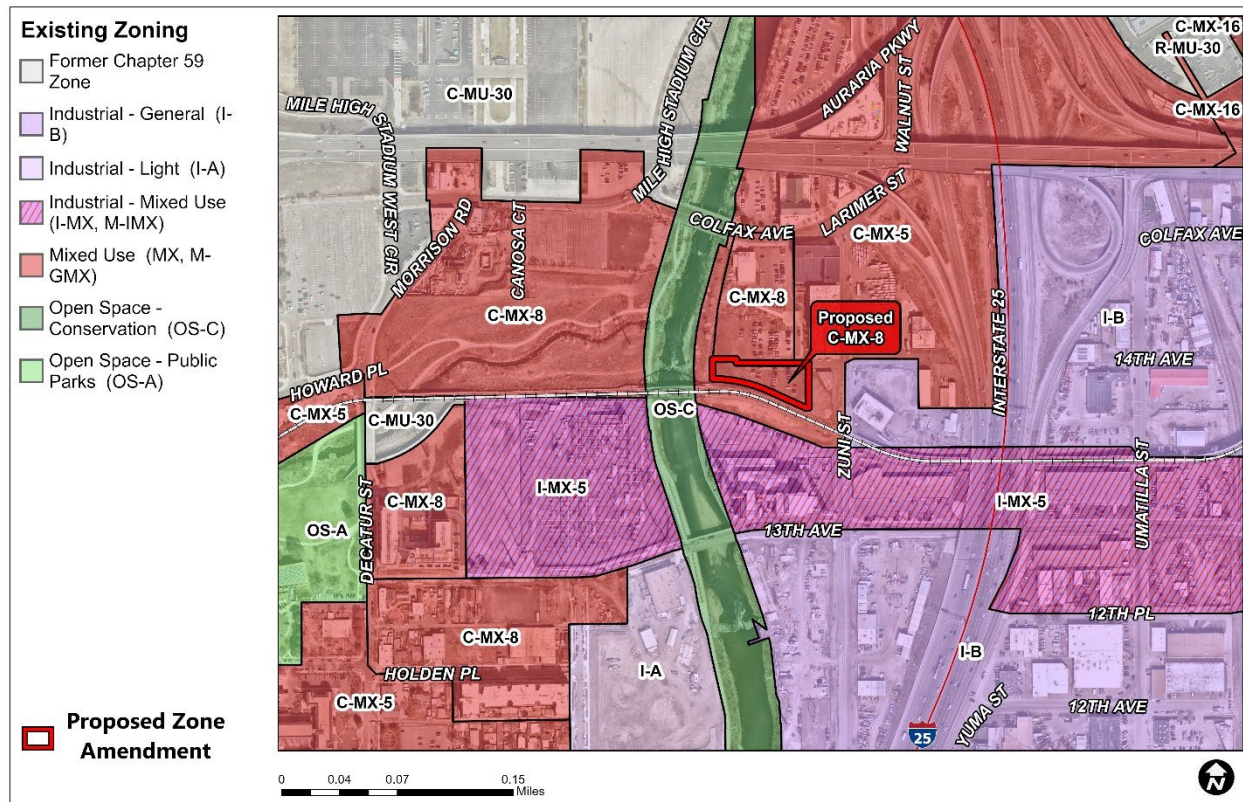 Existing Zoning
Former Chapter 59
Zone
Industrial - General (I-
B)
Industrial - Light (I-A)
Industrial - Mixed Use
(I-MX, M-IMX)
Mixed Use (MX, M-
GMX)
Open Space -
Conservation (OS-C)
Open Space - Public
Parks (OS-A)
Proposed Zone
Amendment
C-MX-16
R-MU-30
C-MX-16
C-MU-30
MILE HIGH STADIUM CIR
AURARIA PKWY
WALNUT ST
MILE HIGH
STADIUM WEST CIR
MORRISON RD
CANOSA CT
COLFAX AVE
LARIMER ST
C-MX-5
COLFAX AVE
C-MX-8
C-MX-8
Proposed
C-MX-8
INTERSTATE 25
I-B
14TH AVE
HOWARD PL
C-MX-5
C-MU-30
OS-C
ZUNI ST
C-MX-8
I-MX-5
I-MX-5
UMATILLA ST
OS-A
DECATUR ST
13TH AVE
12TH PL
C-MX-8
HOLDEN PL
I-A
I-B
C-MX-5
YUMA ST
12TH AVE
25
0 0.04 0.07 0.15
Miles
N